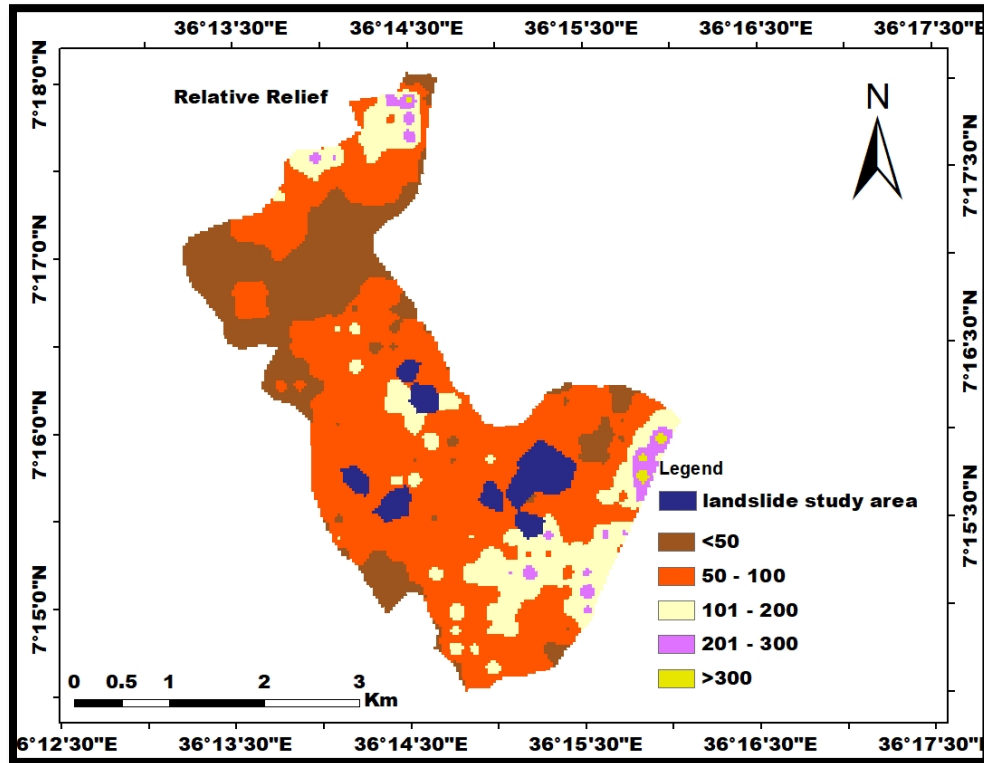 36°13'30"E 36°14'30"E 36°15'30"E 36°16'30"E 36°17'30"E
Relative Relief
N
7°18'0"N
7°17'0"N
7°16'0"N
7°15'0"N
7°17'30"N
7°16'30"N
7°15'30"N
Legend
landslide study area
<50
50 - 100
101 - 200
201 - 300
>300
0 0.5 1 2 3
Km
6°12'30"E 36°13'30"E 36°14'30"E 36°15'30"E 36°16'30"E 36°17'30"E